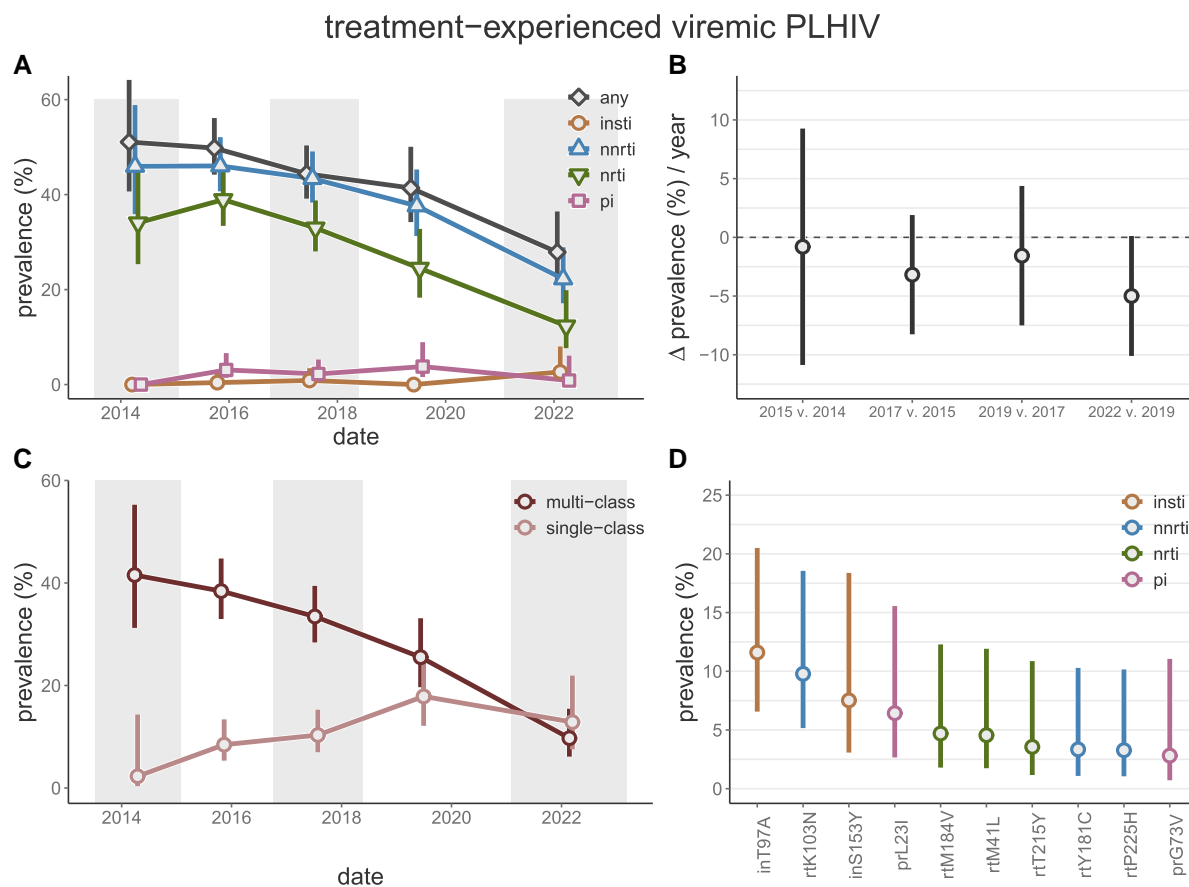 treatment−experienced viremic PLHIV
A
prevalence (%)
60
40
20
0
2014
2016
2018
2020
2022
date
any
insti
nnrti
nrti
pi
B
Δ prevalence (%) / year
10
5
0
−5
−10
2015 v. 2014
2017 v. 2015
2019 v. 2017
2022 v. 2019
C
prevalence (%)
60
40
20
0
2014
2016
2018
2020
2022
date
multi−class
single−class
D
prevalence (%)
25
20
15
10
5
0
inT97A
rtK103N
inS153Y
prL23I
rtM184V
rtM41L
rtT215Y
rtY181C
rtP225H
prG73V
insti
nnrti
nrti
pi